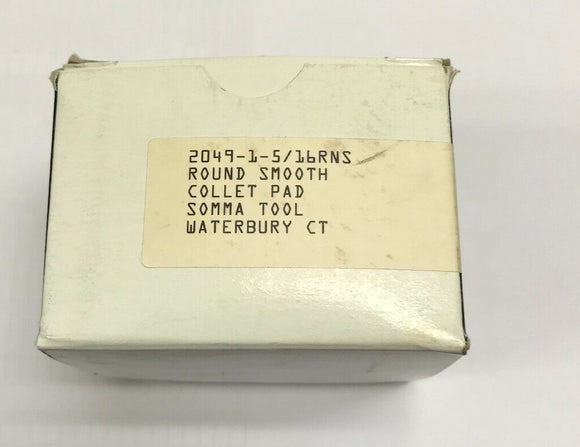 2049-1-5/16RNS
ROUND SMOOTH
COLLET PAD
SOMMA TOOL
WATERBURY CT